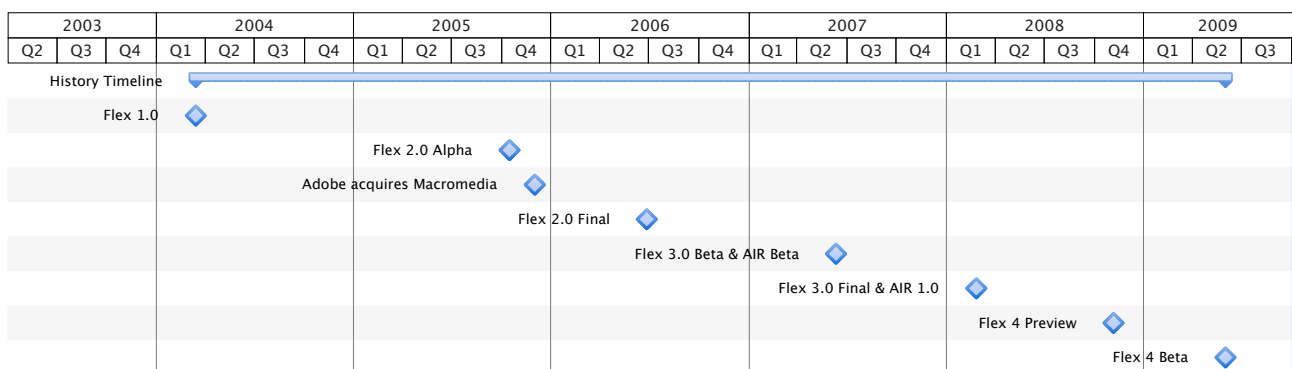 2003 2004 2005 2006 2007 2008 2009
Q2 Q3 Q4 Q1 Q2 Q3 Q4 Q1 Q2 Q3 Q4 Q1 Q2 Q3 Q4 Q1 Q2 Q3 Q4 Q1 Q2 Q3 Q4 Q1 Q2 Q3
History Timeline
Flex 1.0
Flex 2.0 Alpha
Adobe acquires Macromedia
Flex 2.0 Final
Flex 3.0 Beta & AIR Beta
Flex 3.0 Final & AIR 1.0
Flex 4 Preview
Flex 4 Beta